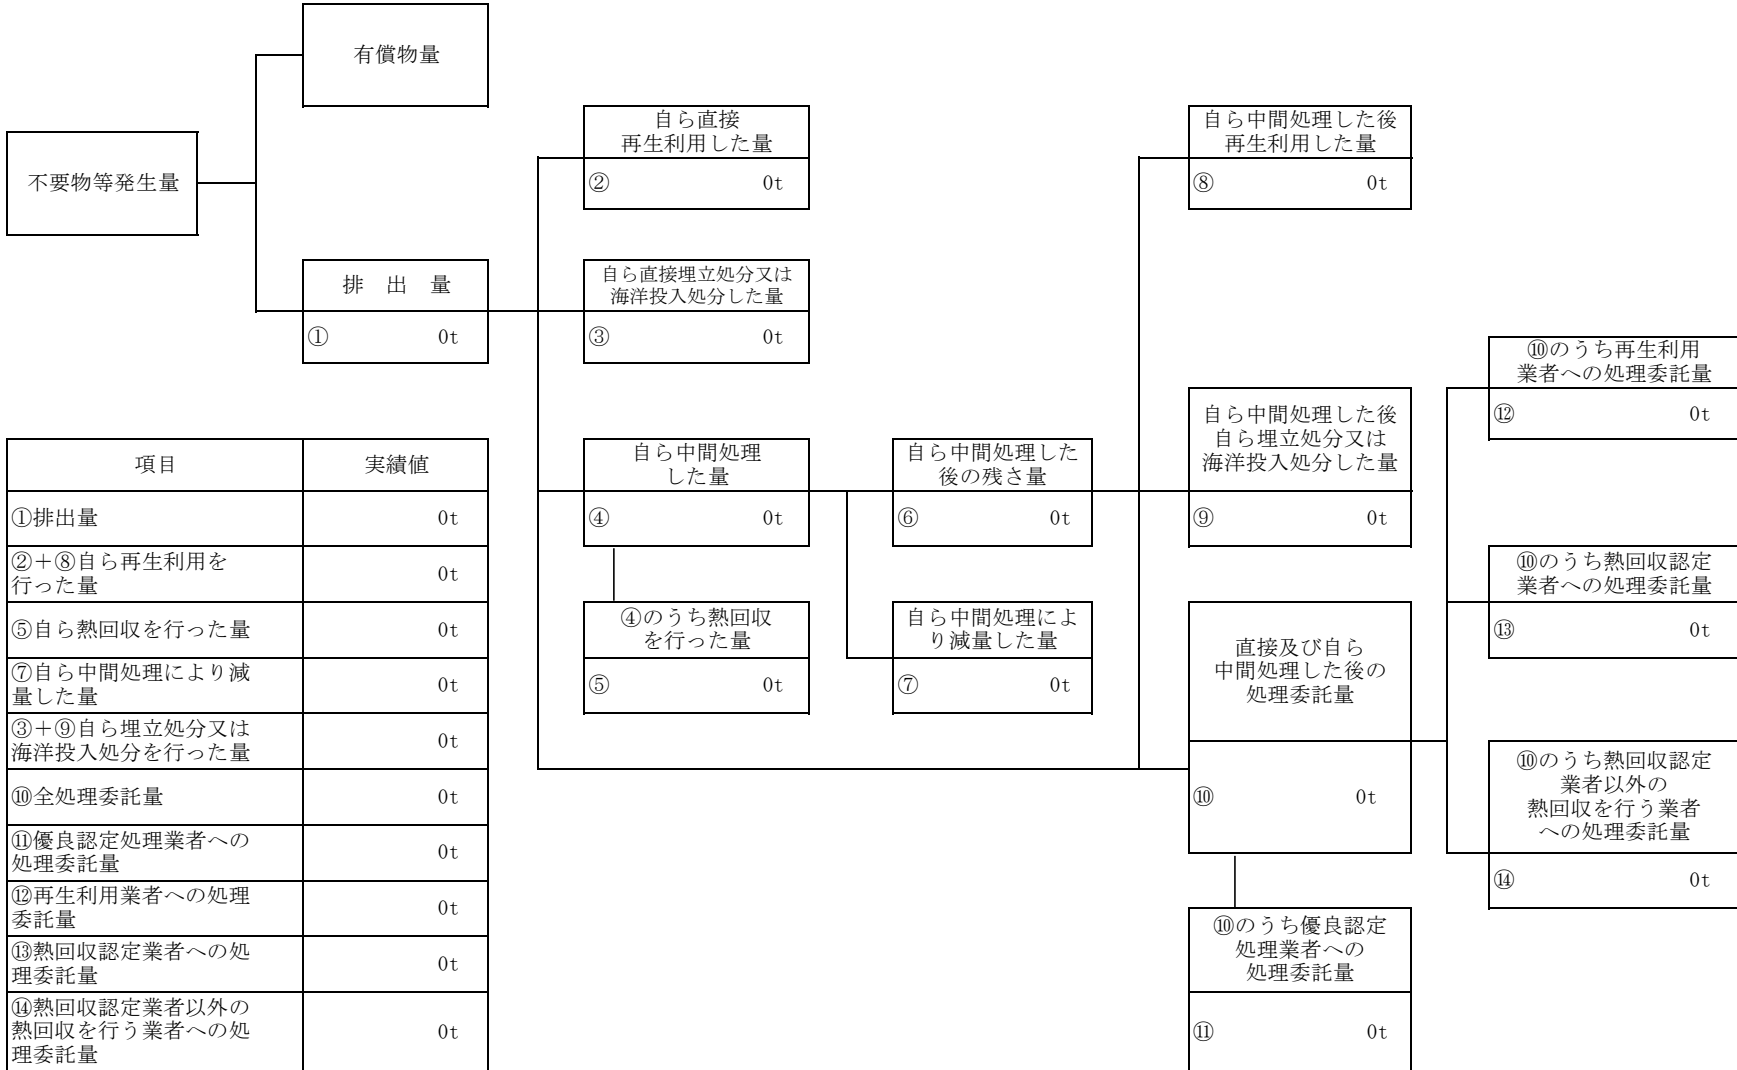 有償物量
不要物等発生量
排　出　量
① 0t
自ら直接
再生利用した量
② 0t
自ら直接埋立処分又は
海洋投入処分した量
③ 0t
自ら中間処理
した量
④ 0t
④のうち熱回収
を行った量
⑤ 0t
自ら中間処理した
後の残さ量
⑥ 0t
自ら中間処理によ
り減量した量
⑦ 0t
自ら中間処理した後
再生利用した量
⑧ 0t
自ら中間処理した後
自ら埋立処分又は
海洋投入処分した量
⑨ 0t
直接及び自ら
中間処理した後の
処理委託量
⑩ 0t
⑩のうち優良認定
処理業者への
処理委託量
⑪ 0t
⑩のうち再生利用
業者への処理委託量
⑫ 0t
⑩のうち熱回収認定
業者への処理委託量
⑬ 0t
⑩のうち熱回収認定
業者以外の
熱回収を行う業者
への処理委託量
⑭ 0t
項目 実績値
①排出量 0t
②＋⑧自ら再生利用を
行った量 0t
⑤自ら熱回収を行った量 0t
⑦自ら中間処理により減
量した量 0t
③＋⑨自ら埋立処分又は
海洋投入処分を行った量 0t
⑩全処理委託量 0t
⑪優良認定処理業者への
処理委託量 0t
⑫再生利用業者への処理
委託量 0t
⑬熱回収認定業者への処
理委託量 0t
⑭熱回収認定業者以外の
熱回収を行う業者への処 0t
理委託量